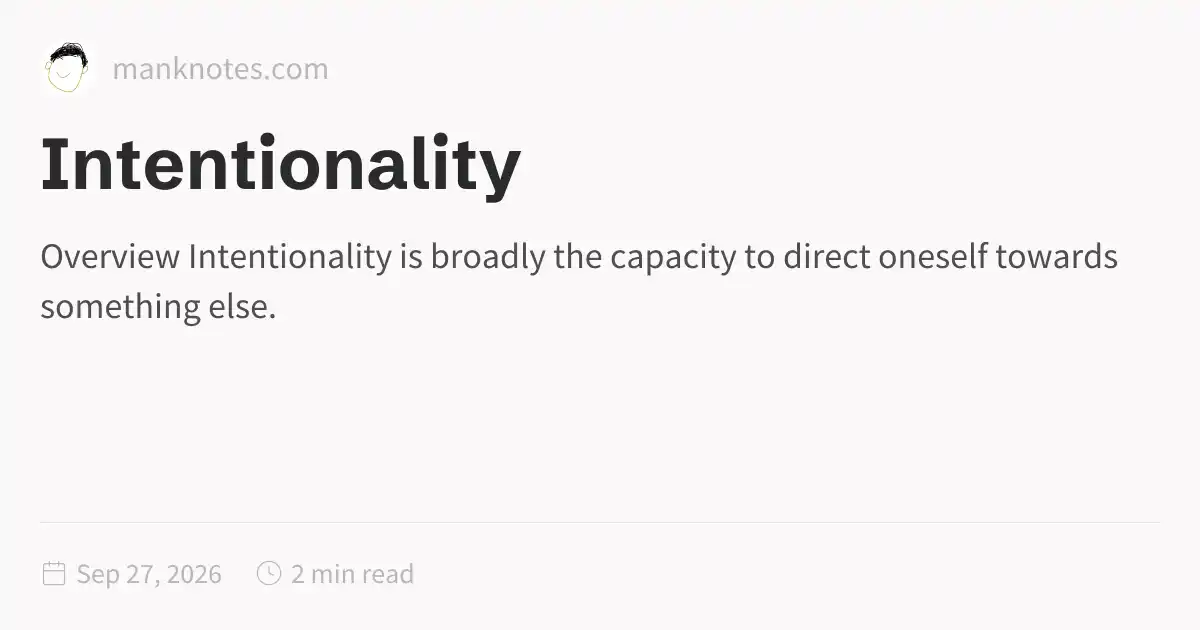 manknotes.com
Intentionality
Overview Intentionality is broadly the capacity to direct oneself towards
something else.
Sep 27, 2026 2 min read